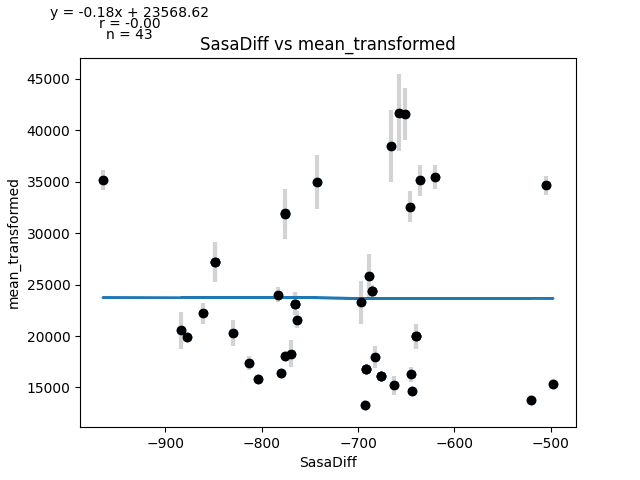 y = -0.18x + 23568.62
r = -0.00
n = 43
SasaDiff vs mean_transformed
45000
40000
35000
30000
25000
20000
15000
mean_transformed
−900
−800
−700
−600
−500
SasaDiff